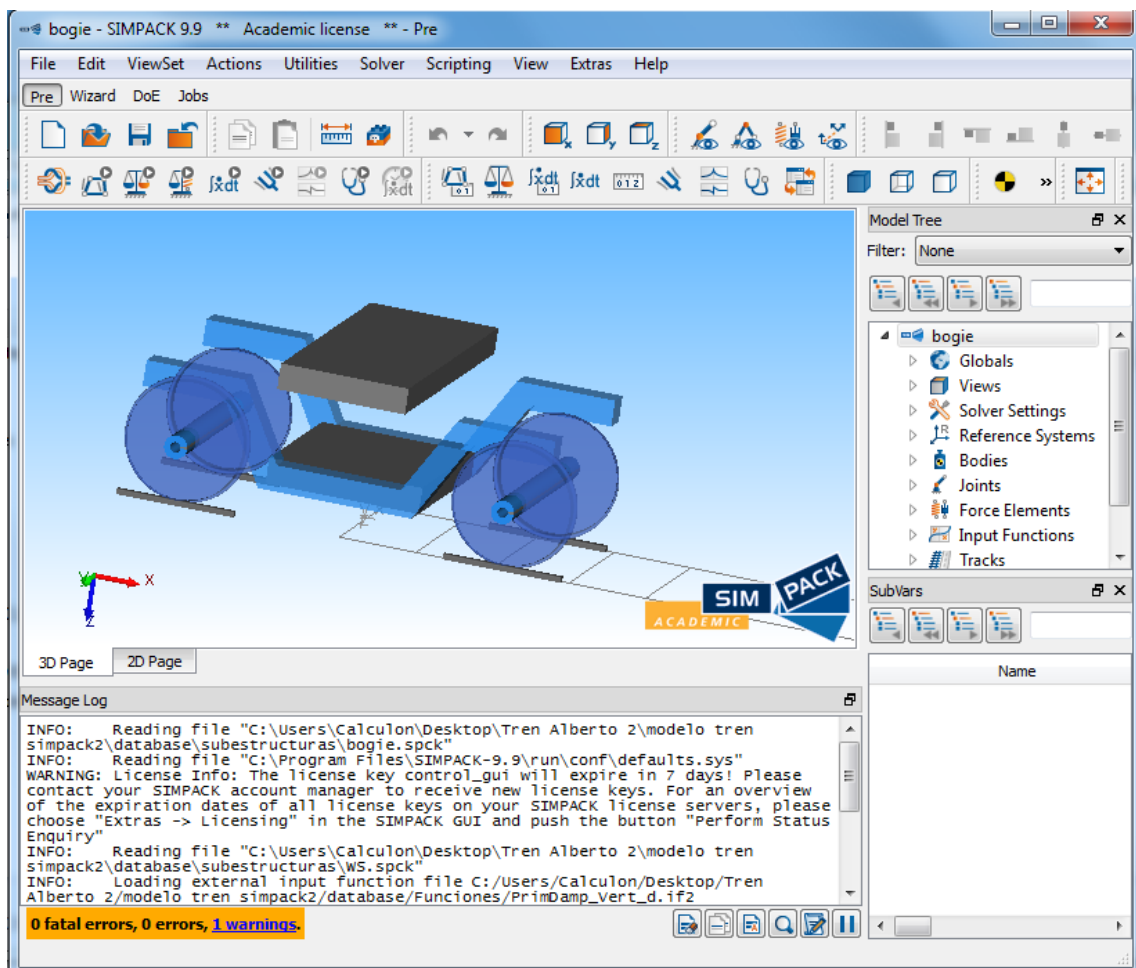 bogie - SIMPACK 9.9 ** Academic license ** - Pre
File Edit ViewSet Actions Utilities Solver Scripting View Extras Help
Pre Wizard DoE Jobs
Model Tree
Filter: None
bogie
Globals
Views
Solver Settings
Reference Systems
Bodies
Joints
Force Elements
Input Functions
Tracks
X
Y
Z
SIMPACK
ACADEMIC
3D Page 2D Page
SubVars
Name
Message Log
INFO: Reading file "C:\Users\Calculon\Desktop\Tren Alberto 2\modelo tren
simpack2\database\subestructuras\bogie.spck"
INFO: Reading file "C:\Program Files\SIMPACK-9.9\run\conf\defaults.sys"
WARNING: License Info: The license key control_gui will expire in 7 days! Please
contact your SIMPACK account manager to receive new license keys. For an overview
of the expiration dates of all license keys on your SIMPACK license servers, please
choose "Extras -> Licensing" in the SIMPACK GUI and push the button "Perform Status
Enquiry"
INFO: Reading file "C:\Users\Calculon\Desktop\Tren Alberto 2\modelo tren
simpack2\database\subestructuras\WS.spck"
INFO: Loading external input function file C:/Users/Calculon/Desktop/Tren
Alberto 2/modelo tren simpack2/database/Funciones/PrimDamp_Vert_d.if2
0 fatal errors, 0 errors, 1 warnings.